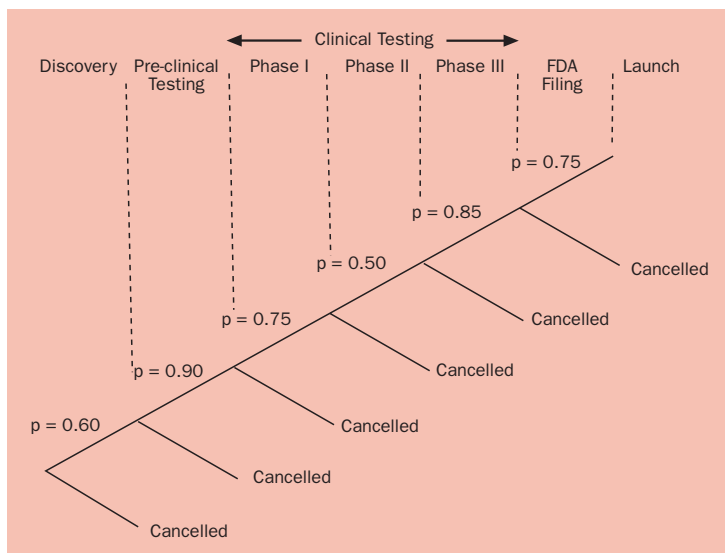 Clinical Testing
Discovery Pre-clinical Testing Phase I Phase II Phase III FDA Filing Launch
p = 0.75
p = 0.85
p = 0.50
Cancelled
p = 0.75
Cancelled
p = 0.90
Cancelled
p = 0.60
Cancelled
Cancelled
Cancelled